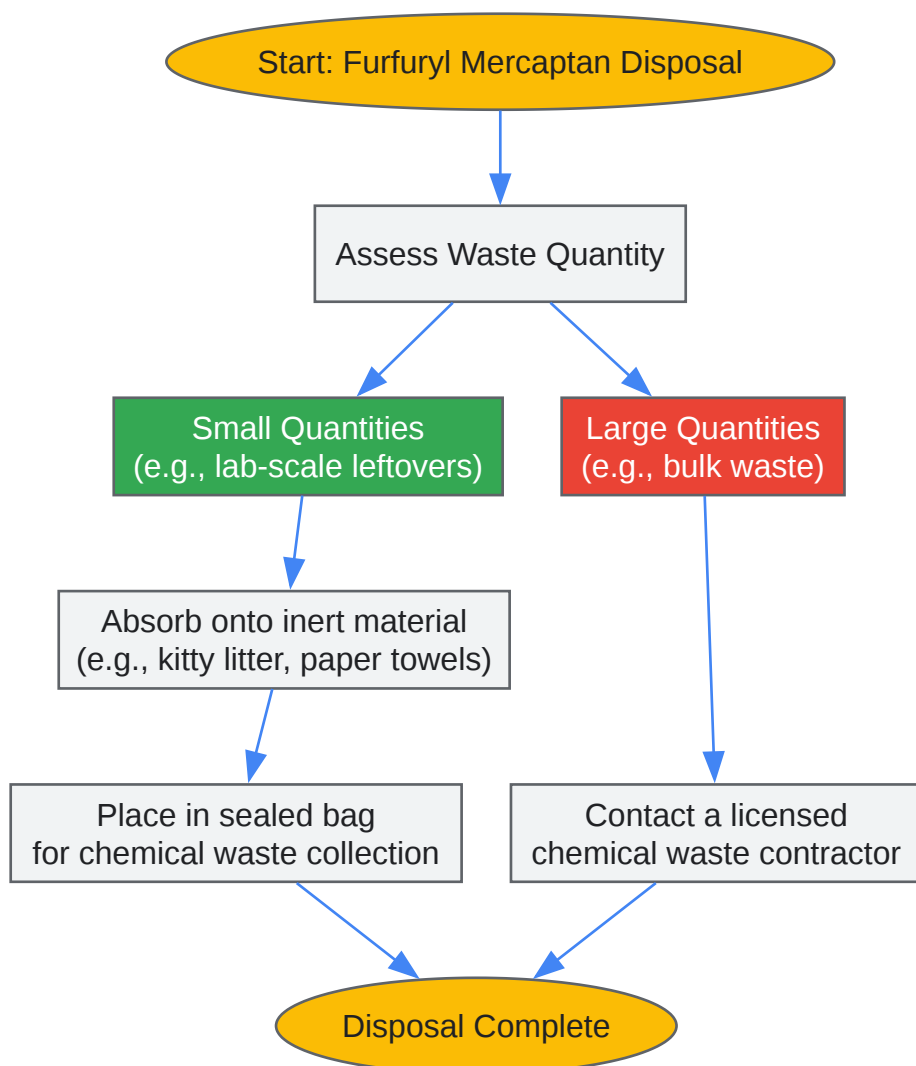 Start: Furfuryl Mercaptan Disposal
Assess Waste Quantity
Small Quantities
(e.g., lab-scale leftovers)
Large Quantities
(e.g., bulk waste)
Absorb onto inert material
(e.g., kitty litter, paper towels)
Place in sealed bag
for chemical waste collection
Contact a licensed
chemical waste contractor
Disposal Complete